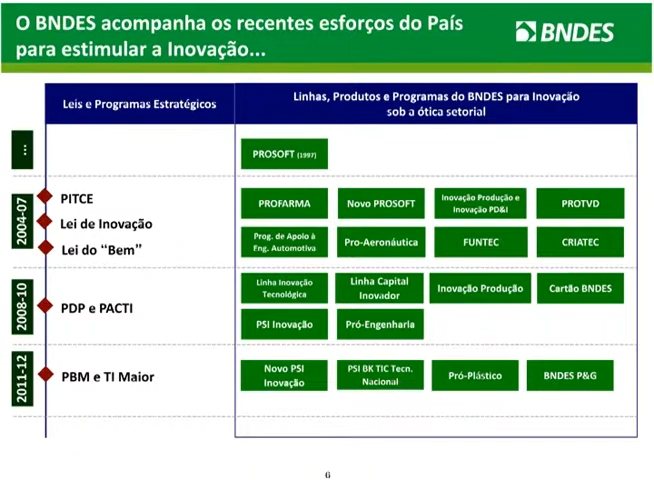 O BNDES acompanha os recentes esforços do País
para estimular a Inovação...
BNDES
Leis e Programas Estratégicos
Linhas, Produtos e Programas do BNDES para Inovação
sob a ótica setorial
...
PROSOFT (1997)
2004-07
PITCE
Lei de Inovação
Lei do “Bem”
PROFARMA
Novo PROSOFT
Inovação Produção e
Inovação PD&I
PROTVD
Prog. de Apoio à
Eng. Automotiva
Pro-Aeronáutica
FUNTEC
CRIATEC
2008-10
PDP e PACTI
Linha Inovação
Tecnológica
Linha Capital
Inovador
Inovação Produção
Cartão BNDES
PSI Inovação
Pró-Engenharia
2011-12
PBM e TI Maior
Novo PSI
Inovação
PSI BK TIC Tecn.
Nacional
Pró-Plástico
BNDES P&G
6